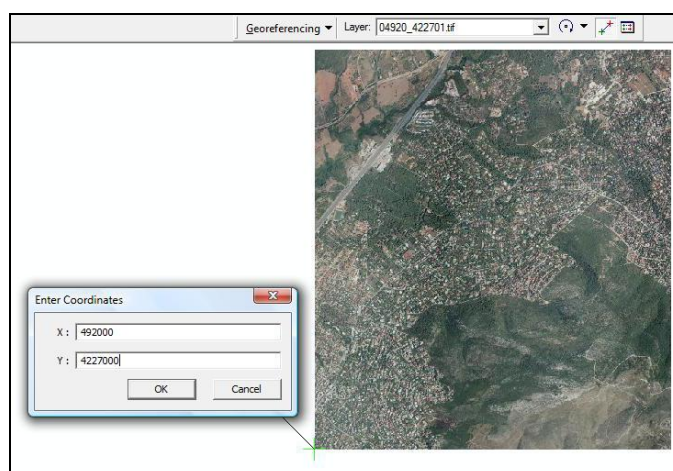 Georeferencing Layer: 04920_422701.tif
Enter Coordinates
X : 492000
Y : 4227000
OK Cancel